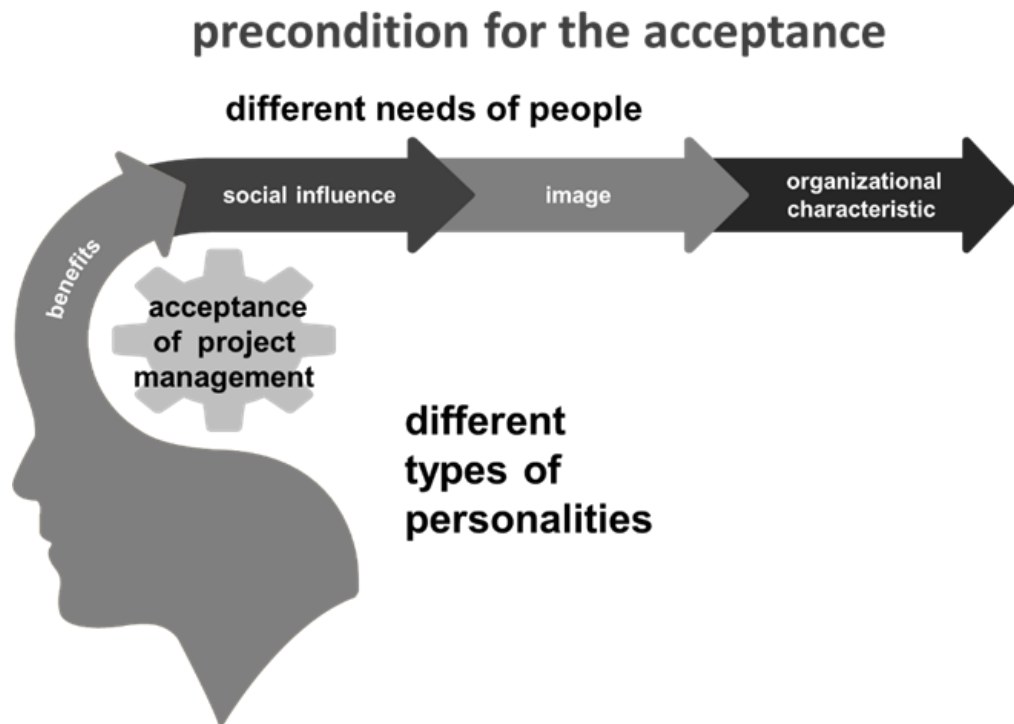 precondition for the acceptance
different needs of people
social influence
image
organizational
characteristic
benefits
acceptance
of project
management
different
types of
personalities